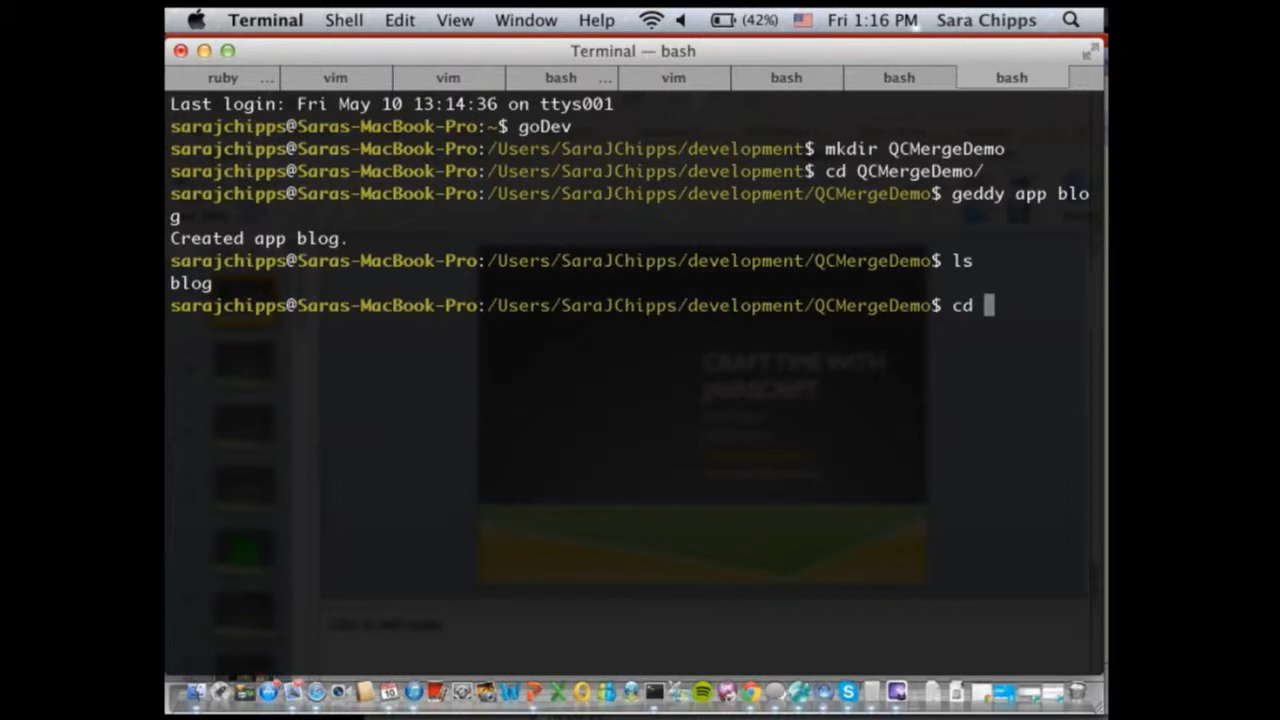 Terminal Shell Edit View Window Help (42%) Fri 1:16 PM Sara Chipps
Terminal — bash
ruby ... vim vim bash ... vim bash bash bash
Last login: Fri May 10 13:14:36 on ttys001
sarajchipps@Saras-MacBook-Pro:~$ goDev
sarajchipps@Saras-MacBook-Pro:/Users/SaraJChipps/development$ mkdir QCMergeDemo
sarajchipps@Saras-MacBook-Pro:/Users/SaraJChipps/development$ cd QCMergeDemo/
sarajchipps@Saras-MacBook-Pro:/Users/SaraJChipps/development/QCMergeDemo$ geddy app blo
g
Created app blog.
sarajchipps@Saras-MacBook-Pro:/Users/SaraJChipps/development/QCMergeDemo$ ls
blog
sarajchipps@Saras-MacBook-Pro:/Users/SaraJChipps/development/QCMergeDemo$ cd
CRAFT TIME WITH
JAVASCRIPT